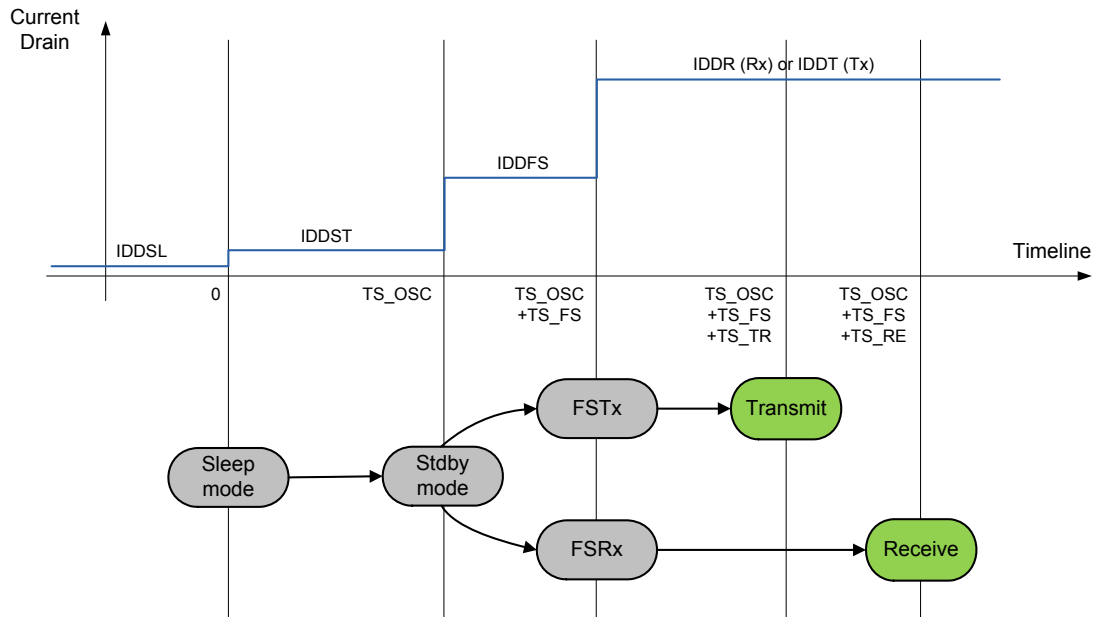 Current
Drain
IDDR (Rx) or IDDT (Tx)
IDDFS
IDDST
IDDSL
Timeline
0
TS_OSC
TS_OSC
+TS_FS
TS_OSC
+TS_FS
+TS_TR
TS_OSC
+TS_FS
+TS_RE
FSTx
Transmit
Sleep
mode
Stdby
mode
FSRx
Receive